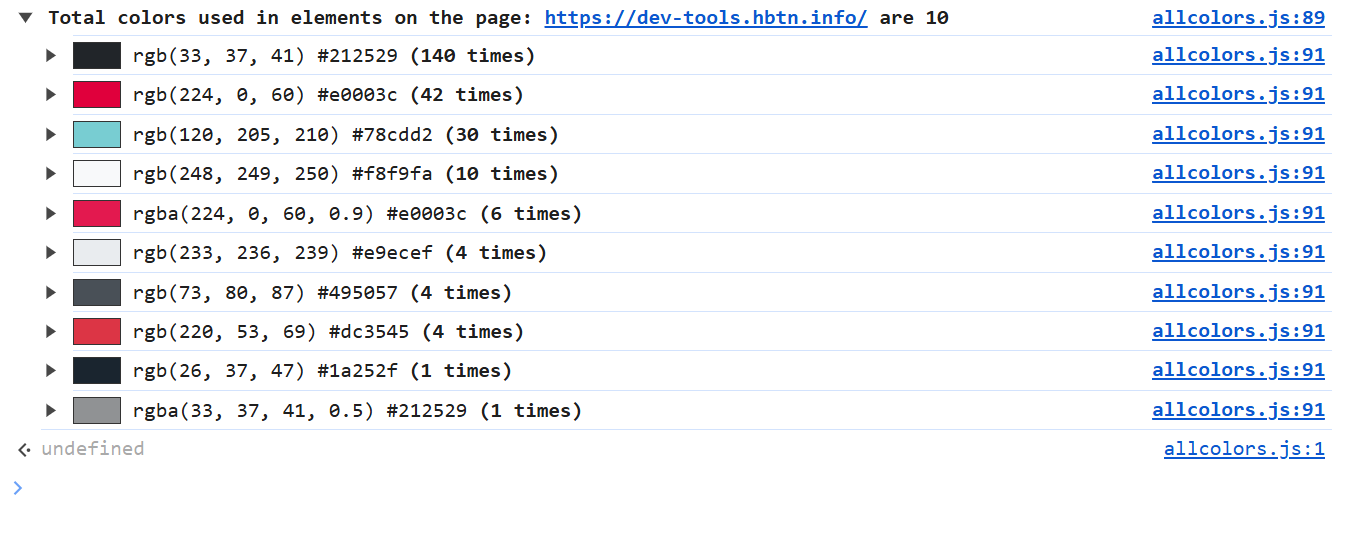 Total colors used in elements on the page: https://dev-tools.hbtn.info/ are 10 allcolors.js:89
rgb(33, 37, 41) #212529 (140 times) allcolors.js:91
rgb(224, 0, 60) #e0003c (42 times) allcolors.js:91
rgb(120, 205, 210) #78cdd2 (30 times) allcolors.js:91
rgb(248, 249, 250) #f8f9fa (10 times) allcolors.js:91
rgba(224, 0, 60, 0.9) #e0003c (6 times) allcolors.js:91
rgb(233, 236, 239) #e9ecef (4 times) allcolors.js:91
rgb(73, 80, 87) #495057 (4 times) allcolors.js:91
rgb(220, 53, 69) #dc3545 (4 times) allcolors.js:91
rgb(26, 37, 47) #1a252f (1 times) allcolors.js:91
rgba(33, 37, 41, 0.5) #212529 (1 times) allcolors.js:91
undefined allcolors.js:1